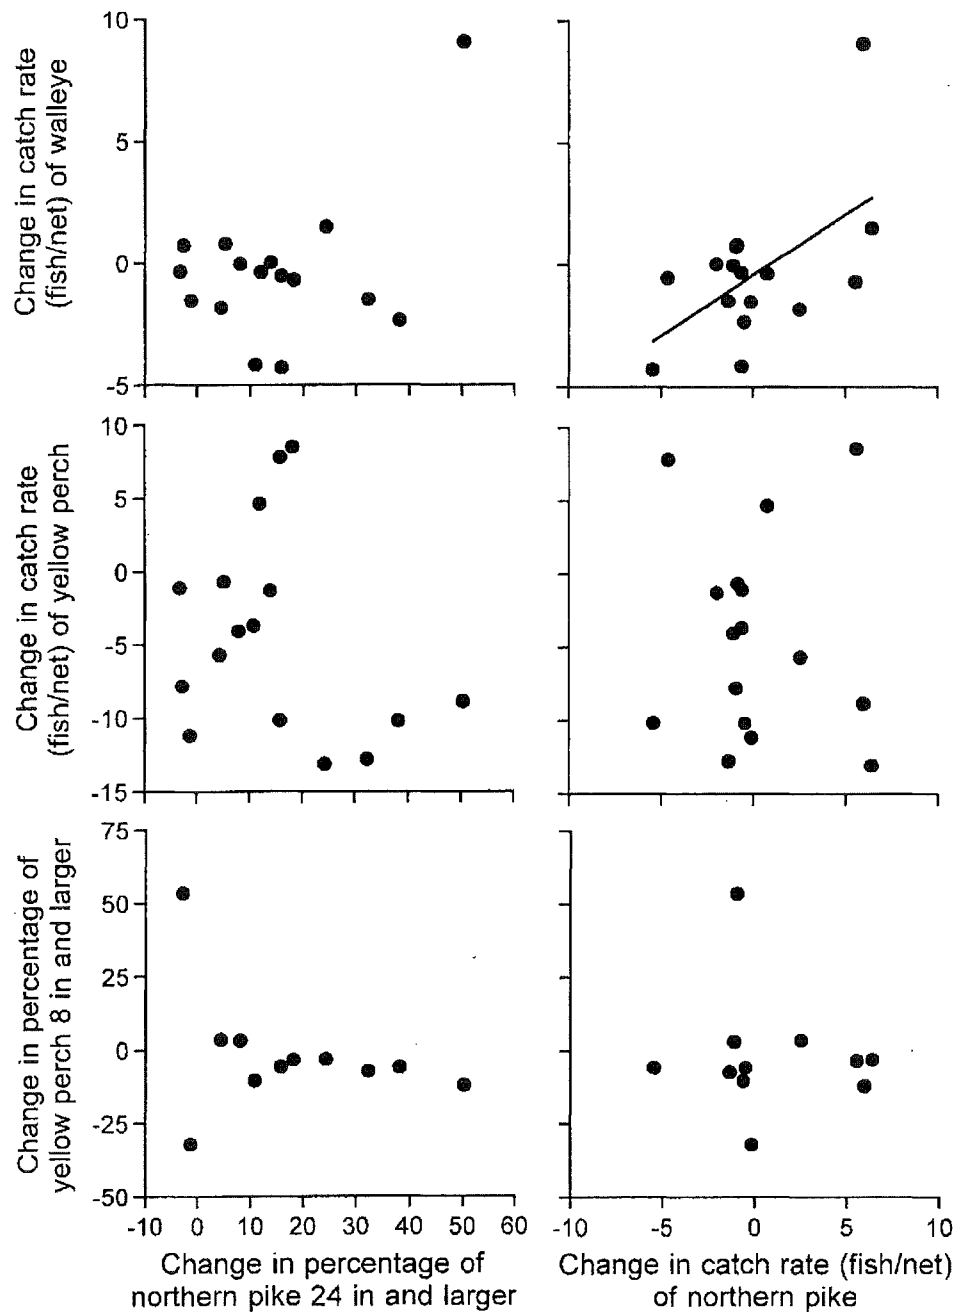 Change in catch rate
(fish/net) of walleye
10
5
0
-5
Change in catch rate
(fish/net) of yellow perch
10
5
0
-5
-10
-15
Change in percentage of
yellow perch 8 in and larger
75
50
25
0
-25
-50
-10 0 10 20 30 40 50 60
-10 -5 0 5 10
Change in percentage of
northern pike 24 in and larger
Change in catch rate (fish/net)
of northern pike